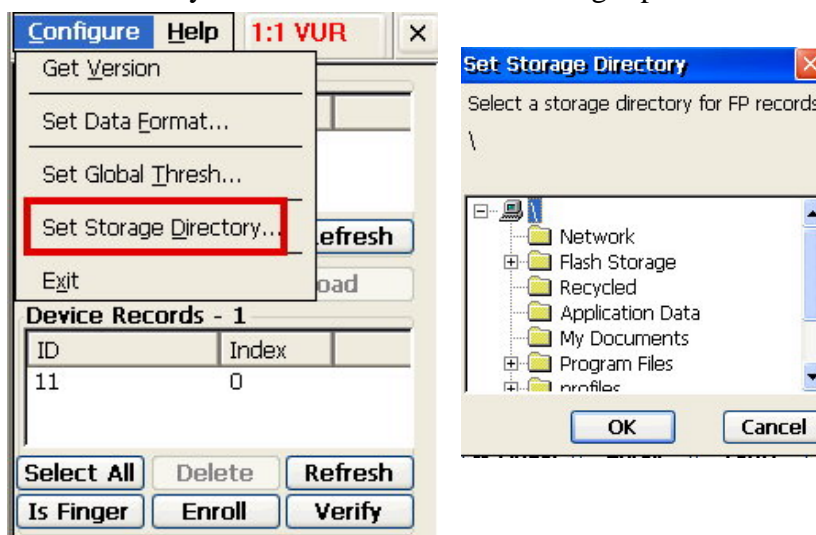 Configure Help 1:1 VUR
Get Version
Set Data Format...
Set Global Thresh...
Set Storage Directory...
Exit
efresh
oad
Device Records - 1
ID Index
11 0
Select All Delete Refresh
Is Finger Enroll Verify
Set Storage Directory
Select a storage directory for FP records
\
\
Network
Flash Storage
Recycled
Application Data
My Documents
Program Files
profiles
OK Cancel